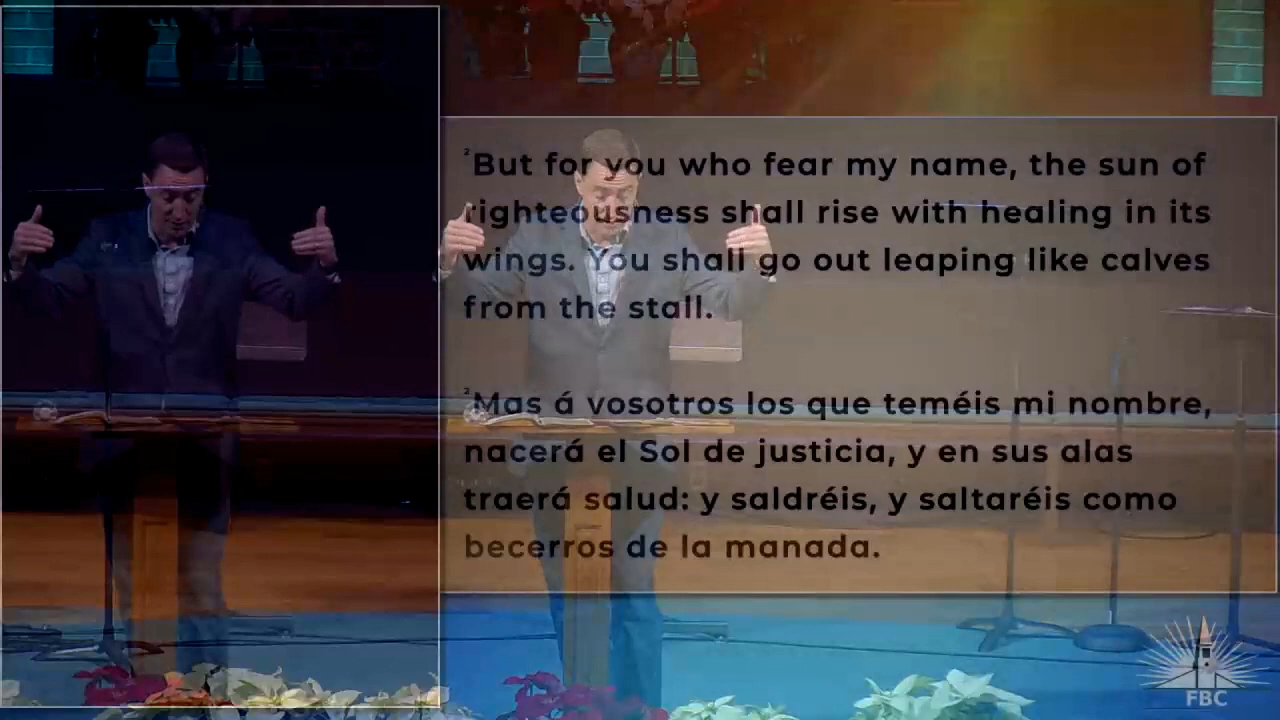 ²But for you who fear my name, the sun of
righteousness shall rise with healing in its
wings. You shall go out leaping like calves
from the stall.
²Mas á vosotros los que teméis mi nombre,
nacerá el Sol de justicia, y en sus alas
traerá salud: y saldréis, y saltaréis como
becerros de la manada.
FBC